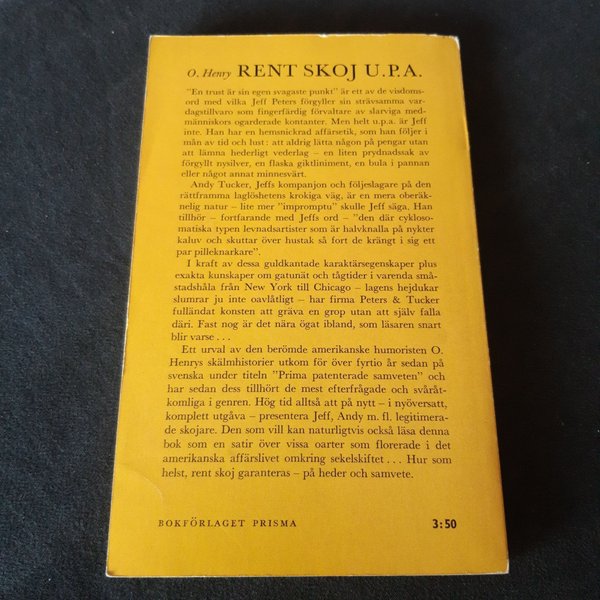 O. Henry RENT SKOJ U.P.A.
"En trust är sin egen svagaste punkt" är ett av de visdoms-
ord med vilka Jeff Peters förgyller sin strävsamma var-
dagstillvaro som fingerfärdig förvaltare av slarviga med-
människors ogarderade kontanter. Men helt u.p.a. är Jeff
inte. Han har en hemsnickrad affärsetik, som han följer i
mån av tid och lust: att aldrig lätta någon på pengar utan
att lämna hederligt vederlag – en liten prydnadssak av
förgyllt nysilver, en flaska giktliniment, en bula i pannan
eller något annat minnesvärt.
Andy Tucker, Jeffs kompanjon och följeslagare på den
rättframma laglöshetens krokiga väg, är en mera oberäk-
nelig natur – lite mer "impromptu" skulle Jeff säga. Han
tillhör – fortfarande med Jeffs ord – "den där cykloso-
matiska typen levnadsartister som är halvknalla på nykter
kaluv och skuttar över hustak så fort de krängt i sig ett
par pilleknarkare".
I kraft av dessa guldkantade karaktärsegenskaper plus
exakta kunskaper om gatunät och tågtider i varenda små-
stadshåla från New York till Chicago – lagens hejdukar
slumrar ju inte oavlåtligt – har firma Peters & Tucker
fulländat konsten att gräva en grop utan att själv falla
däri. Fast nog är det nära ögat ibland, som läsaren snart
blir varse . . .
Ett urval av den berömde amerikanske humoristen O.
Henrys skälmhistorier utkom för över fyrtio år sedan på
svenska under titeln "Prima patenterade samveten" och
har sedan dess tillhört de mest efterfrågade och svåråt-
komliga i genren. Hög tid alltså att på nytt – i nyöversatt,
komplett utgåva – presentera Jeff, Andy m. fl. legitimera-
de skojare. Den som vill kan naturligtvis också läsa denna
bok som en satir över vissa oarter som florerade i det
amerikanska affärslivet omkring sekelskiftet . . . Hur som
helst, rent skoj garanteras – på heder och samvete.
BOKFÖRLAGET PRISMA
3:50